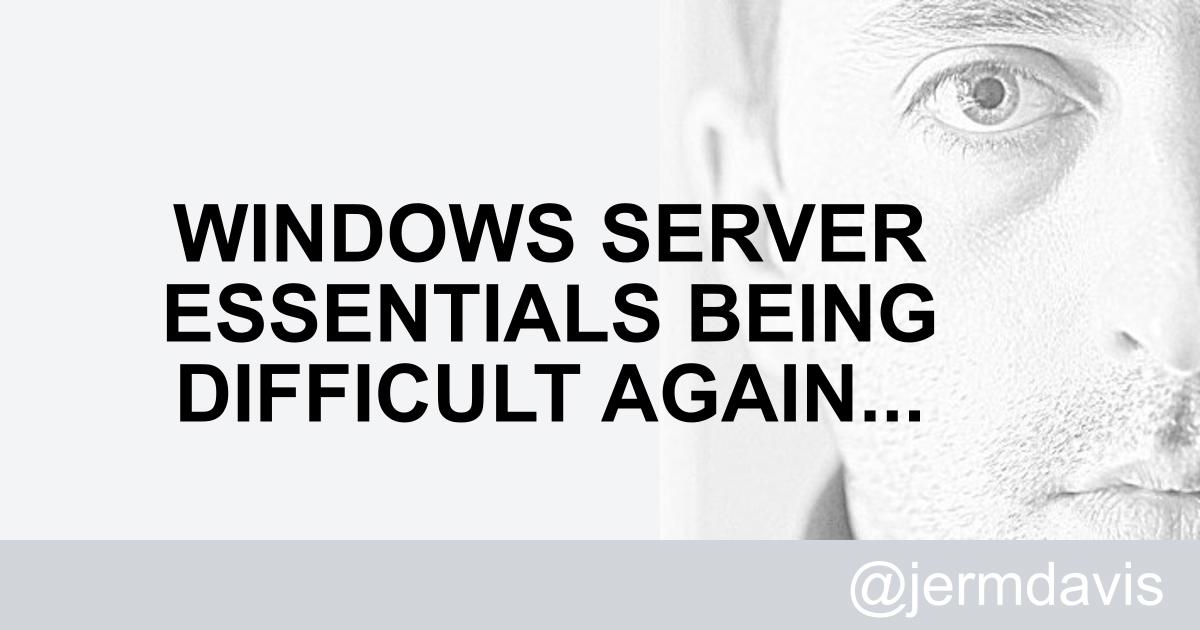 WINDOWS SERVER
ESSENTIALS BEING
DIFFICULT AGAIN...
@jermdavis